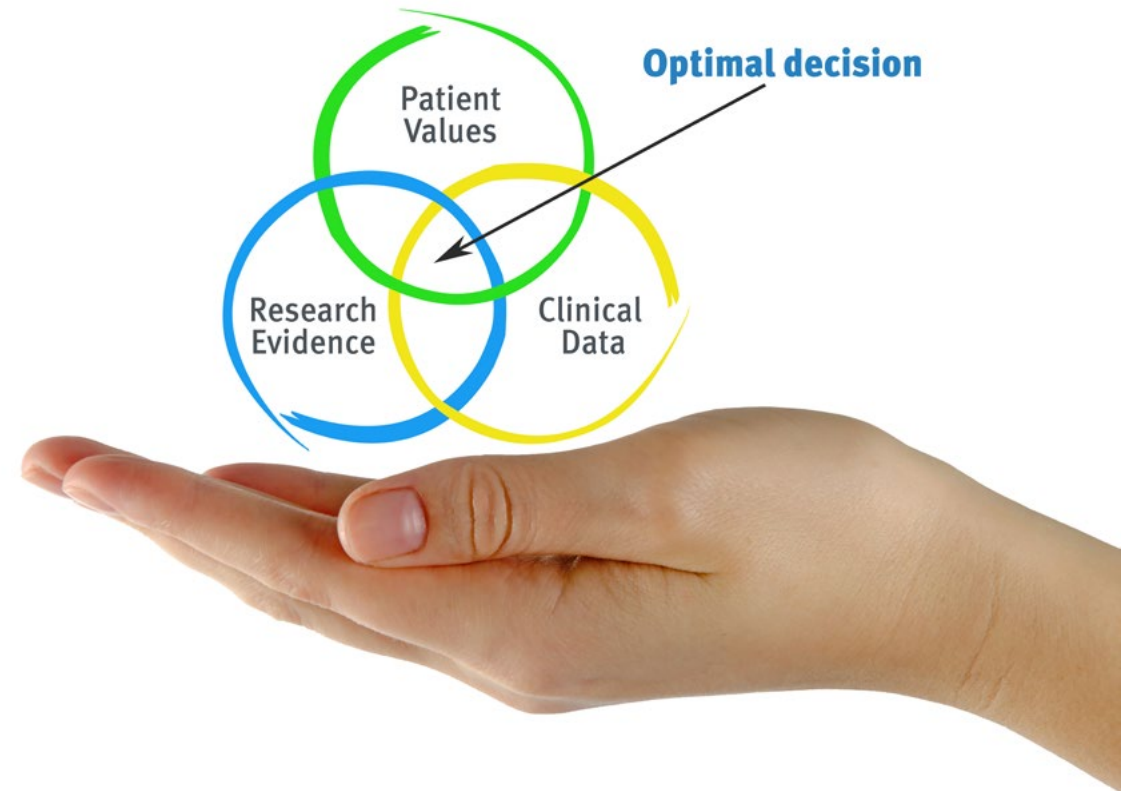 Optimal decision
Patient
Values
Research
Evidence
Clinical
Data